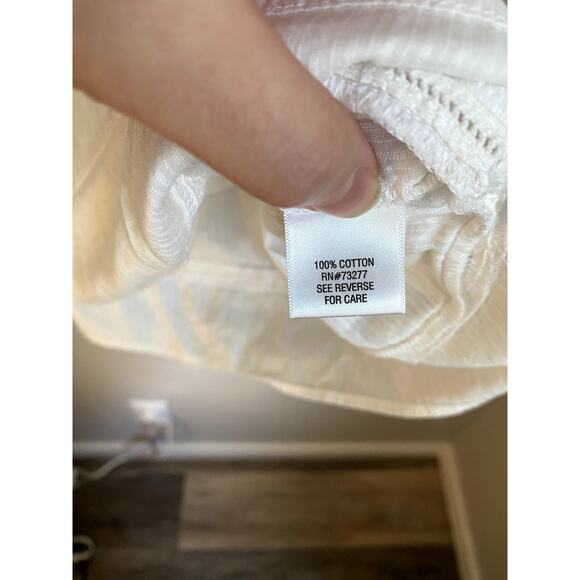 100% COTTON
RN#73277
SEE REVERSE
FOR CARE